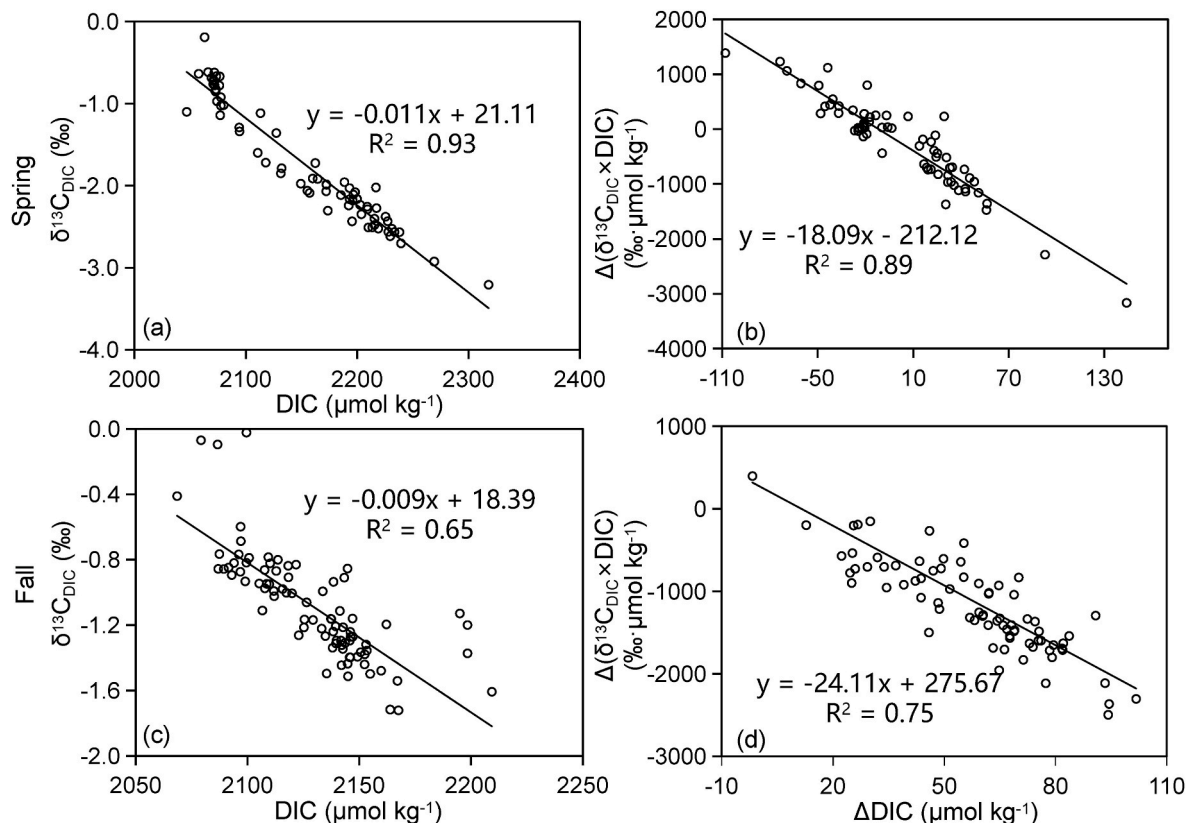 Spring
δ¹³C_DIC (‰)
0.0
-1.0
-2.0
-3.0
-4.0
y = -0.011x + 21.11
R² = 0.93
(a)
2000 2100 2200 2300 2400
DIC (µmol kg⁻¹)
Δ(δ¹³C_DIC×DIC)
(‰·µmol kg⁻¹)
2000
1000
0
-1000
-2000
-3000
-4000
y = -18.09x - 212.12
R² = 0.89
(b)
-110 -50 10 70 130
Fall
δ¹³C_DIC (‰)
0.0
-0.4
-0.8
-1.2
-1.6
-2.0
y = -0.009x + 18.39
R² = 0.65
(c)
2050 2100 2150 2200 2250
DIC (µmol kg⁻¹)
Δ(δ¹³C_DIC×DIC)
(‰·µmol kg⁻¹)
1000
0
-1000
-2000
-3000
y = -24.11x + 275.67
R² = 0.75
(d)
-10 20 50 80 110
ΔDIC (µmol kg⁻¹)